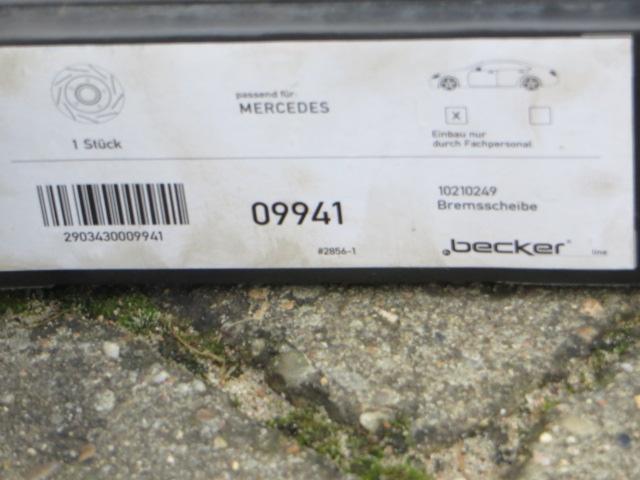 1 Stück
passend für:
MERCEDES
X
Einbau nur
durch Fachpersonal
2903430009941
09941
#2856-1
10210249
Bremsscheibe
becker® line